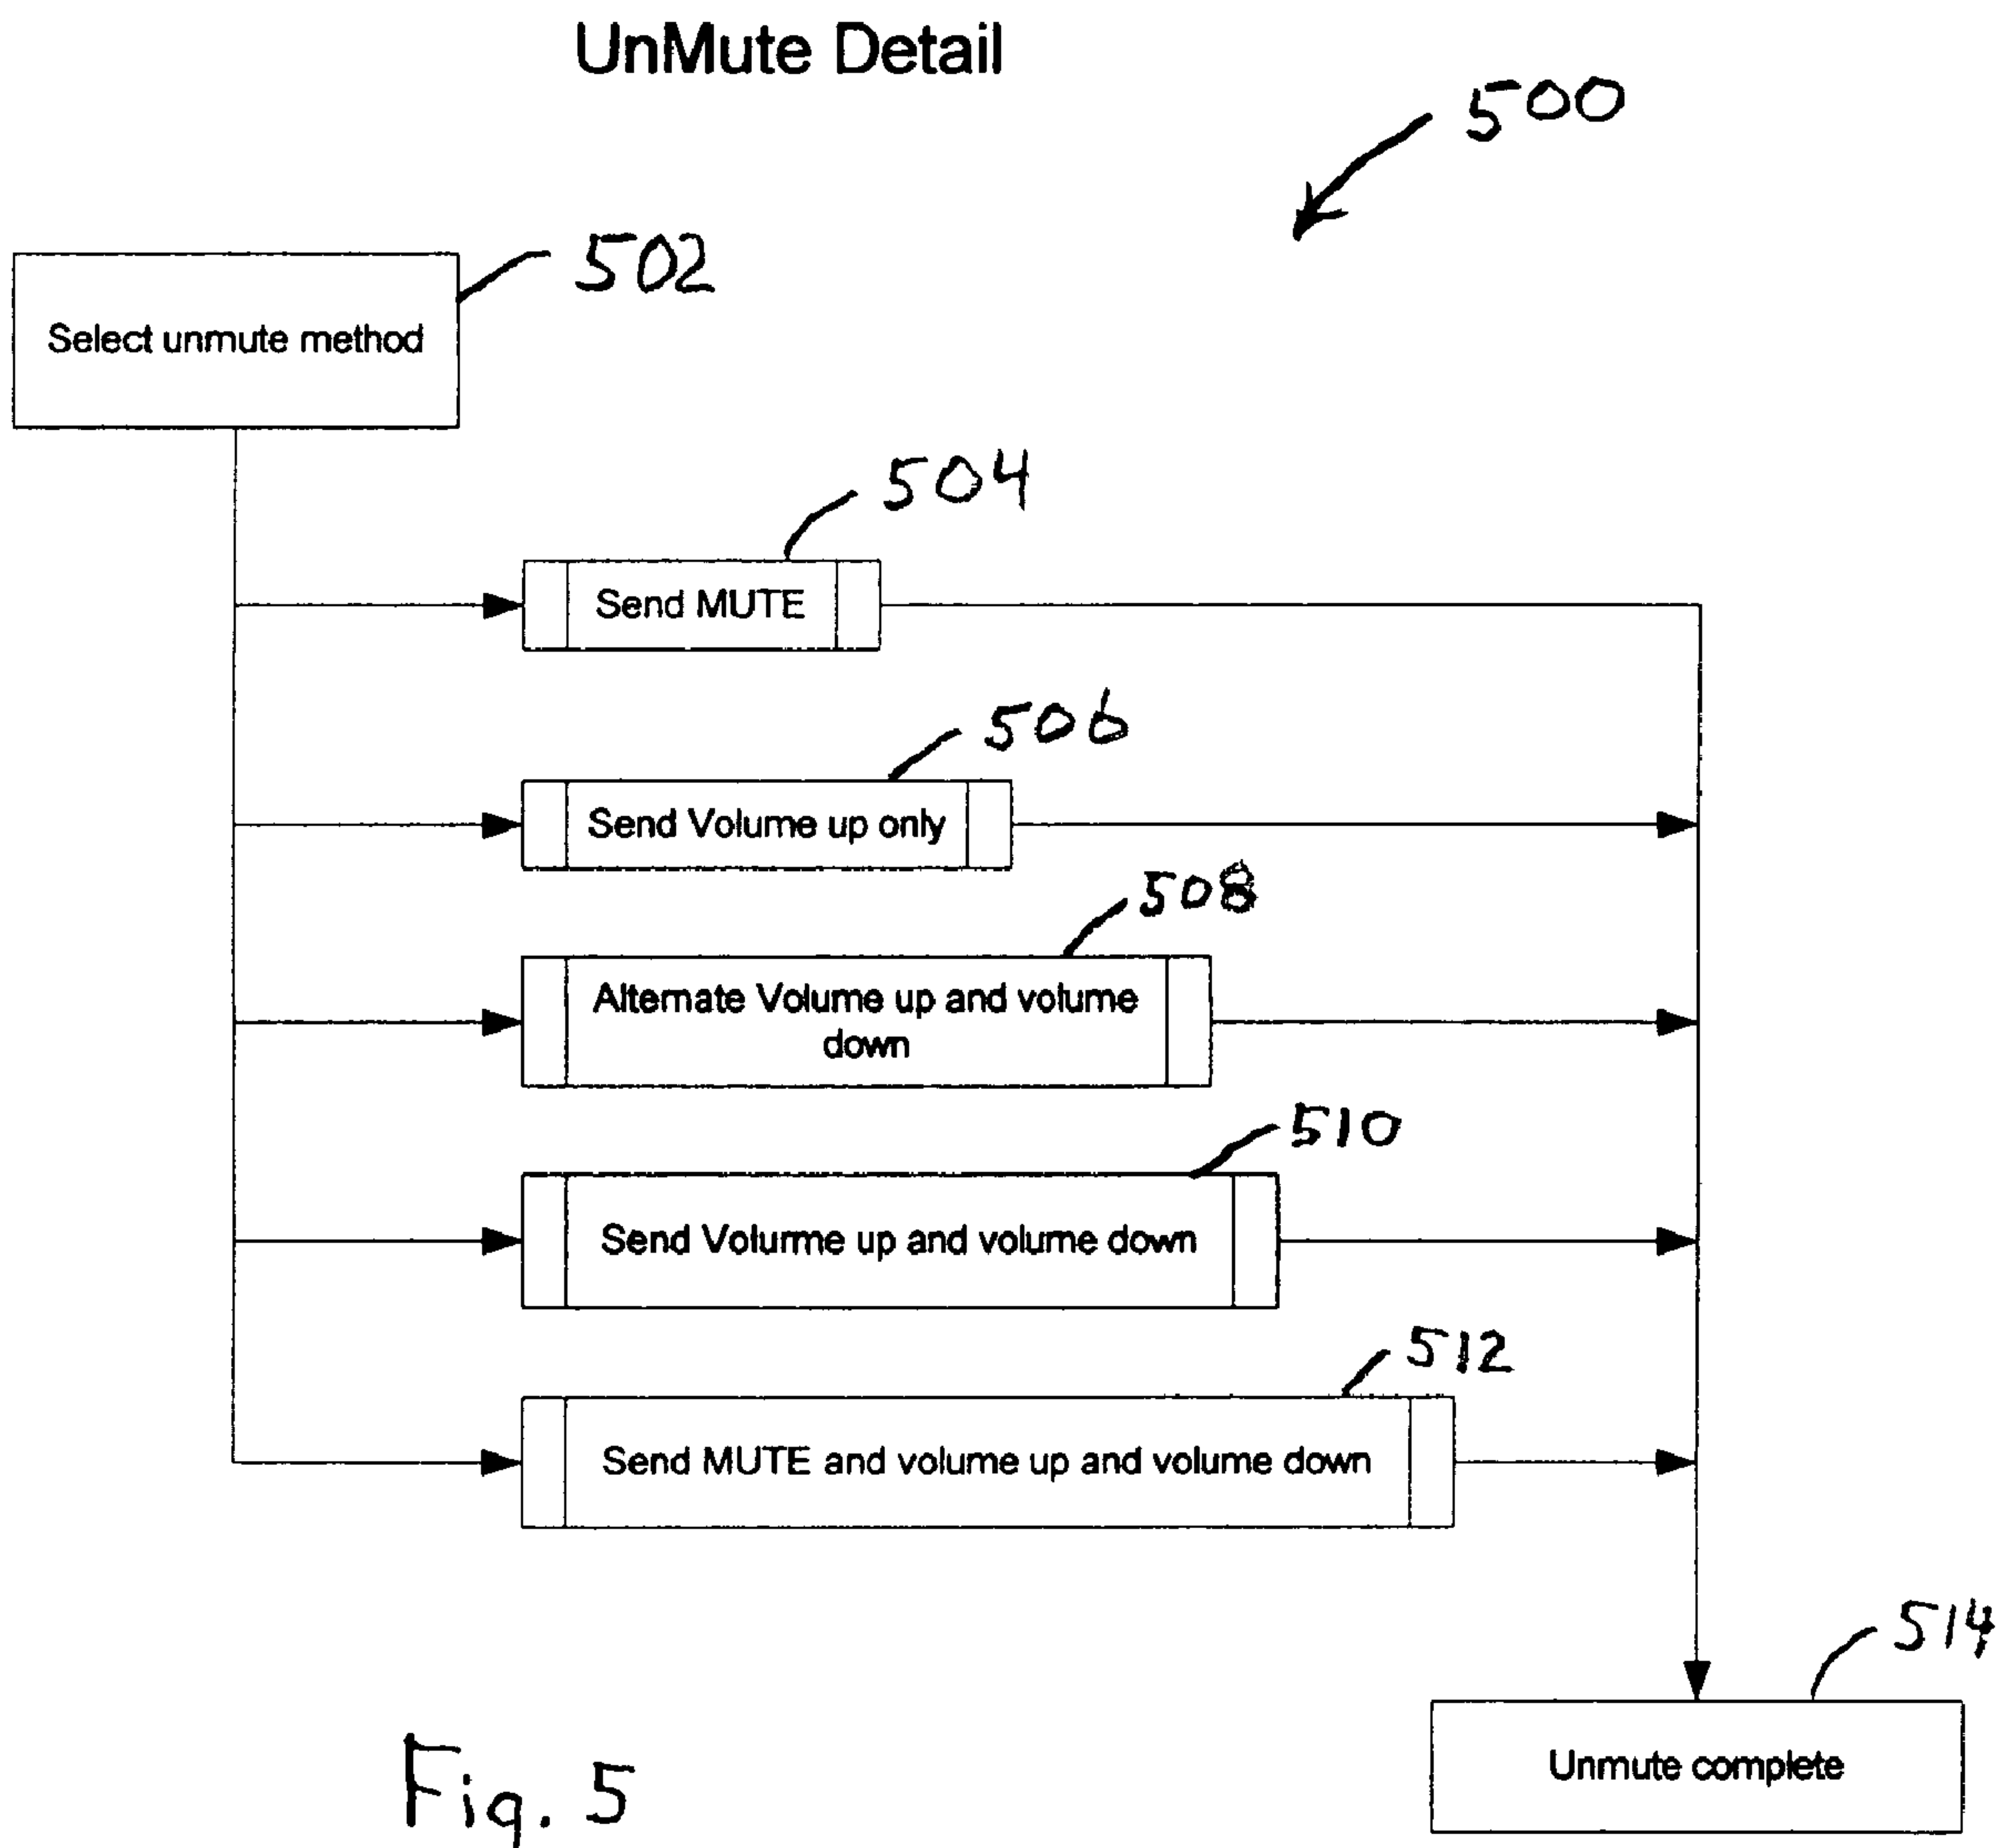 UnMute Detail
500
502
Select unmute method
504
Send MUTE
506
Send Volume up only
508
Alternate Volume up and volume
down
510
Send Volurme up and volume down
512
Send MUTE and volume up and volume down
514
Unmute complete
Fig. 5